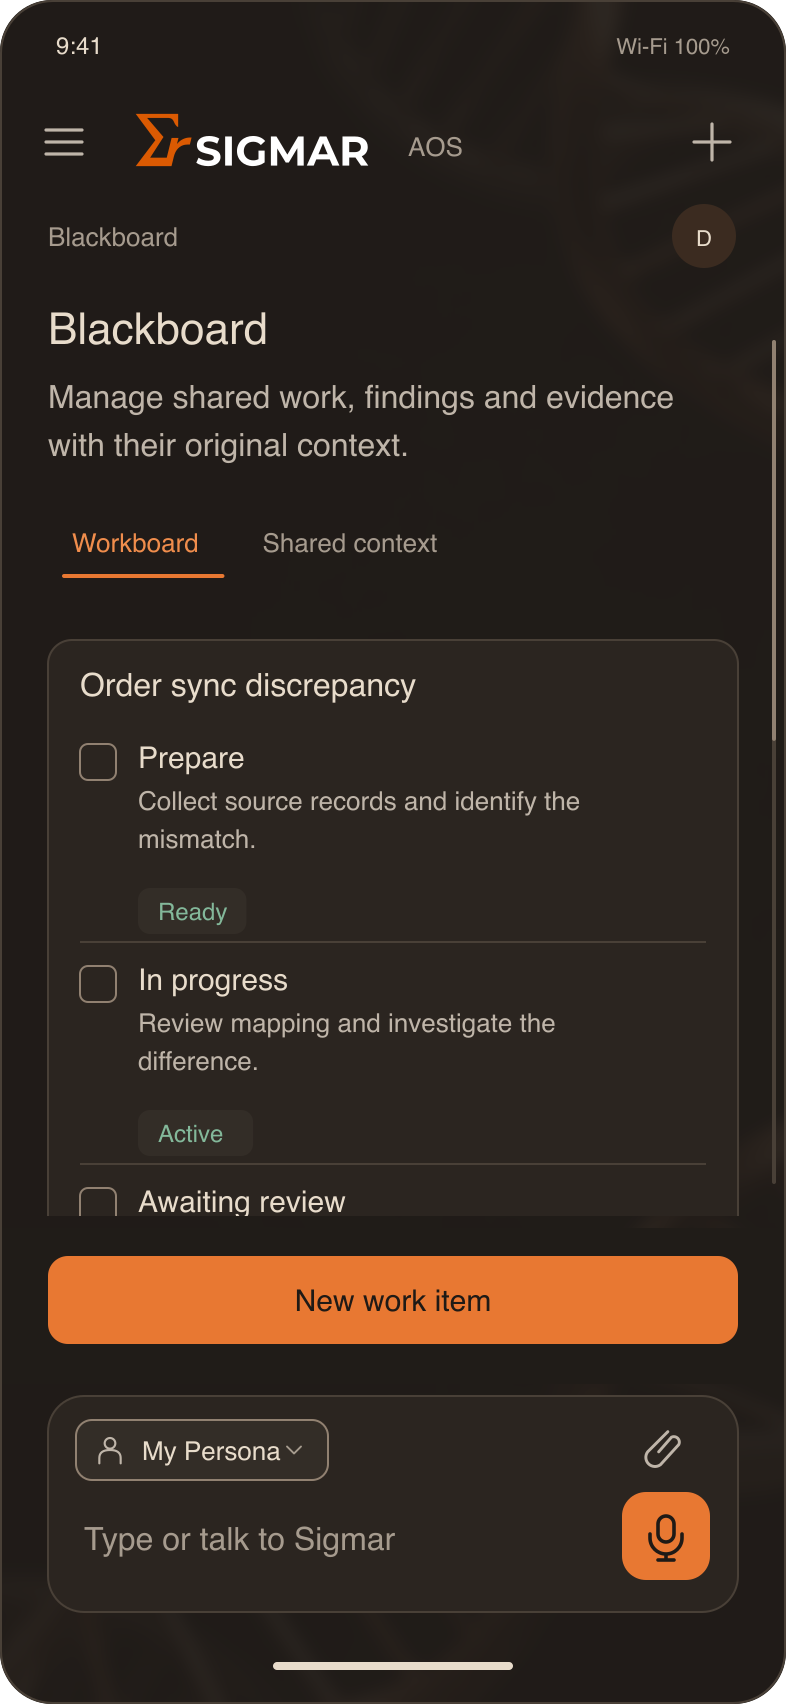 9:41
Wi-Fi 100%
Σr SIGMAR AOS
Blackboard
D
Blackboard
Manage shared work, findings and evidence
with their original context.
Workboard
Shared context
Order sync discrepancy
Prepare
Collect source records and identify the
mismatch.
Ready
In progress
Review mapping and investigate the
difference.
Active
Awaiting review
New work item
My Persona
Type or talk to Sigmar